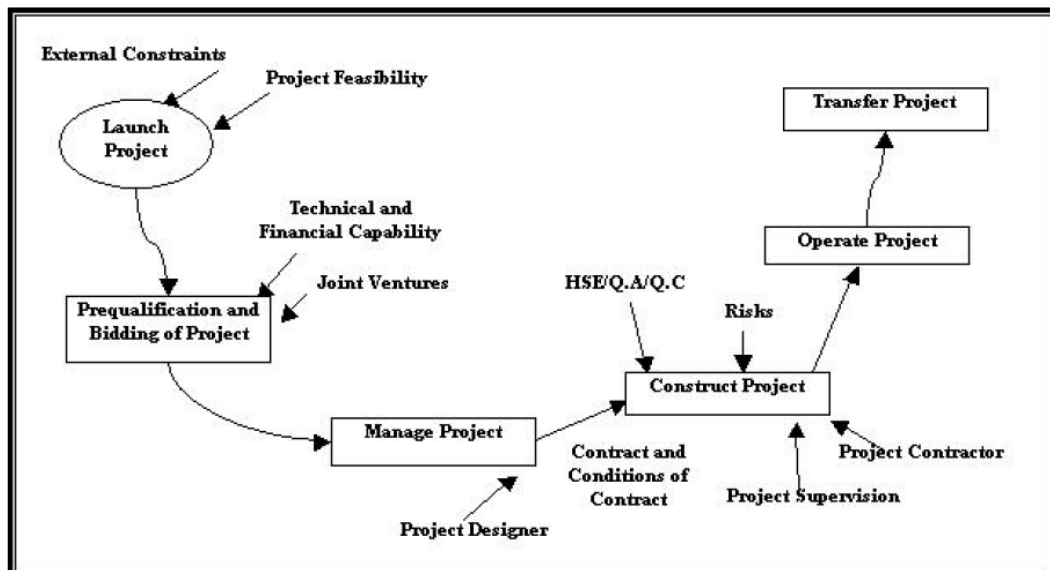 External Constraints
Project Feasibility
Launch
Project
Transfer Project
Technical and
Financial Capability
Operate Project
Joint Ventures
HSE/Q.A/Q.C
Prequalification and
Bidding of Project
Risks
Construct Project
Manage Project
Contract and
Conditions of
Contract
Project Contractor
Project Supervision
Project Designer